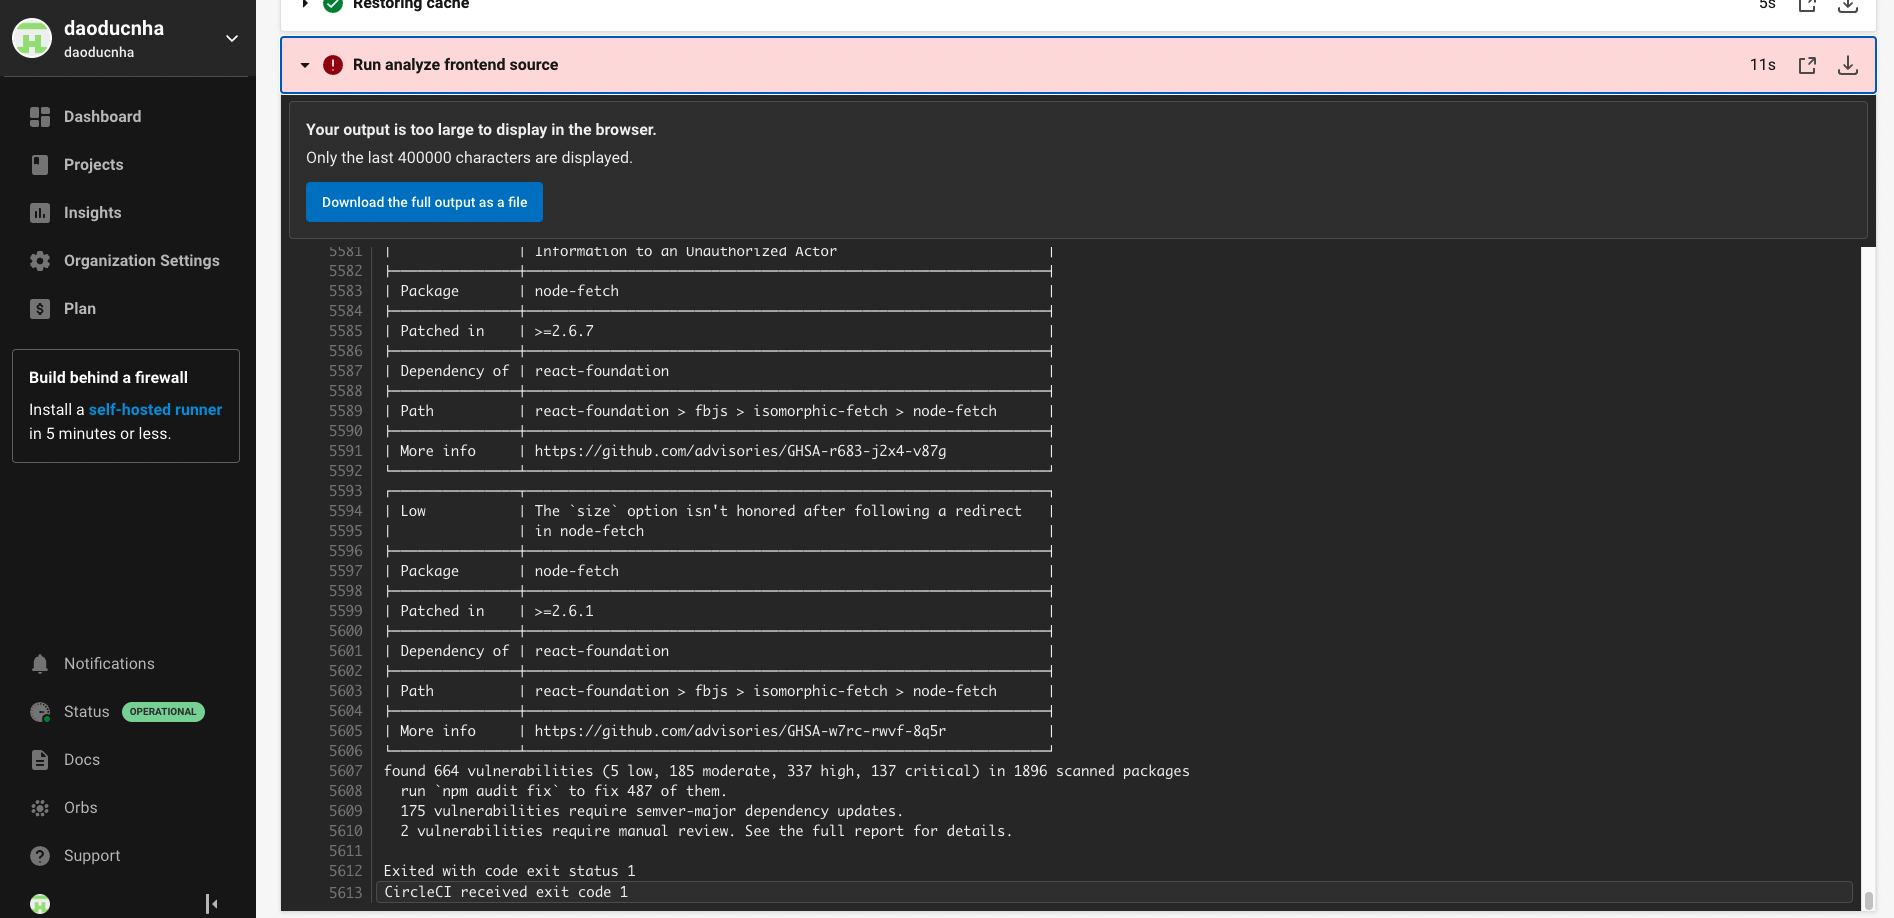 daoducnha
daoducnha
Dashboard
Projects
Insights
Organization Settings
Plan
Build behind a firewall
Install a self-hosted runner
in 5 minutes or less.
Notifications
Status OPERATIONAL
Docs
Orbs
Support
Restoring cache 5s
Run analyze frontend source 11s
Your output is too large to display in the browser.
Only the last 400000 characters are displayed.
Download the full output as a file
5581 | | Information to an Unauthorized Actor |
5582
5583 | Package | node-fetch |
5584
5585 | Patched in | >=2.6.7 |
5586
5587 | Dependency of | react-foundation |
5588
5589 | Path | react-foundation > fbjs > isomorphic-fetch > node-fetch |
5590
5591 | More info | https://github.com/advisories/GHSA-r683-j2x4-v87g |
5592
5593
5594 | Low | The `size` option isn't honored after following a redirect |
5595 | | in node-fetch |
5596
5597 | Package | node-fetch |
5598
5599 | Patched in | >=2.6.1 |
5600
5601 | Dependency of | react-foundation |
5602
5603 | Path | react-foundation > fbjs > isomorphic-fetch > node-fetch |
5604
5605 | More info | https://github.com/advisories/GHSA-w7rc-rwvf-8q5r |
5606
5607 found 664 vulnerabilities (5 low, 185 moderate, 337 high, 137 critical) in 1896 scanned packages
5608 run `npm audit fix` to fix 487 of them.
5609 175 vulnerabilities require semver-major dependency updates.
5610 2 vulnerabilities require manual review. See the full report for details.
5611
5612 Exited with code exit status 1
5613 CircleCI received exit code 1